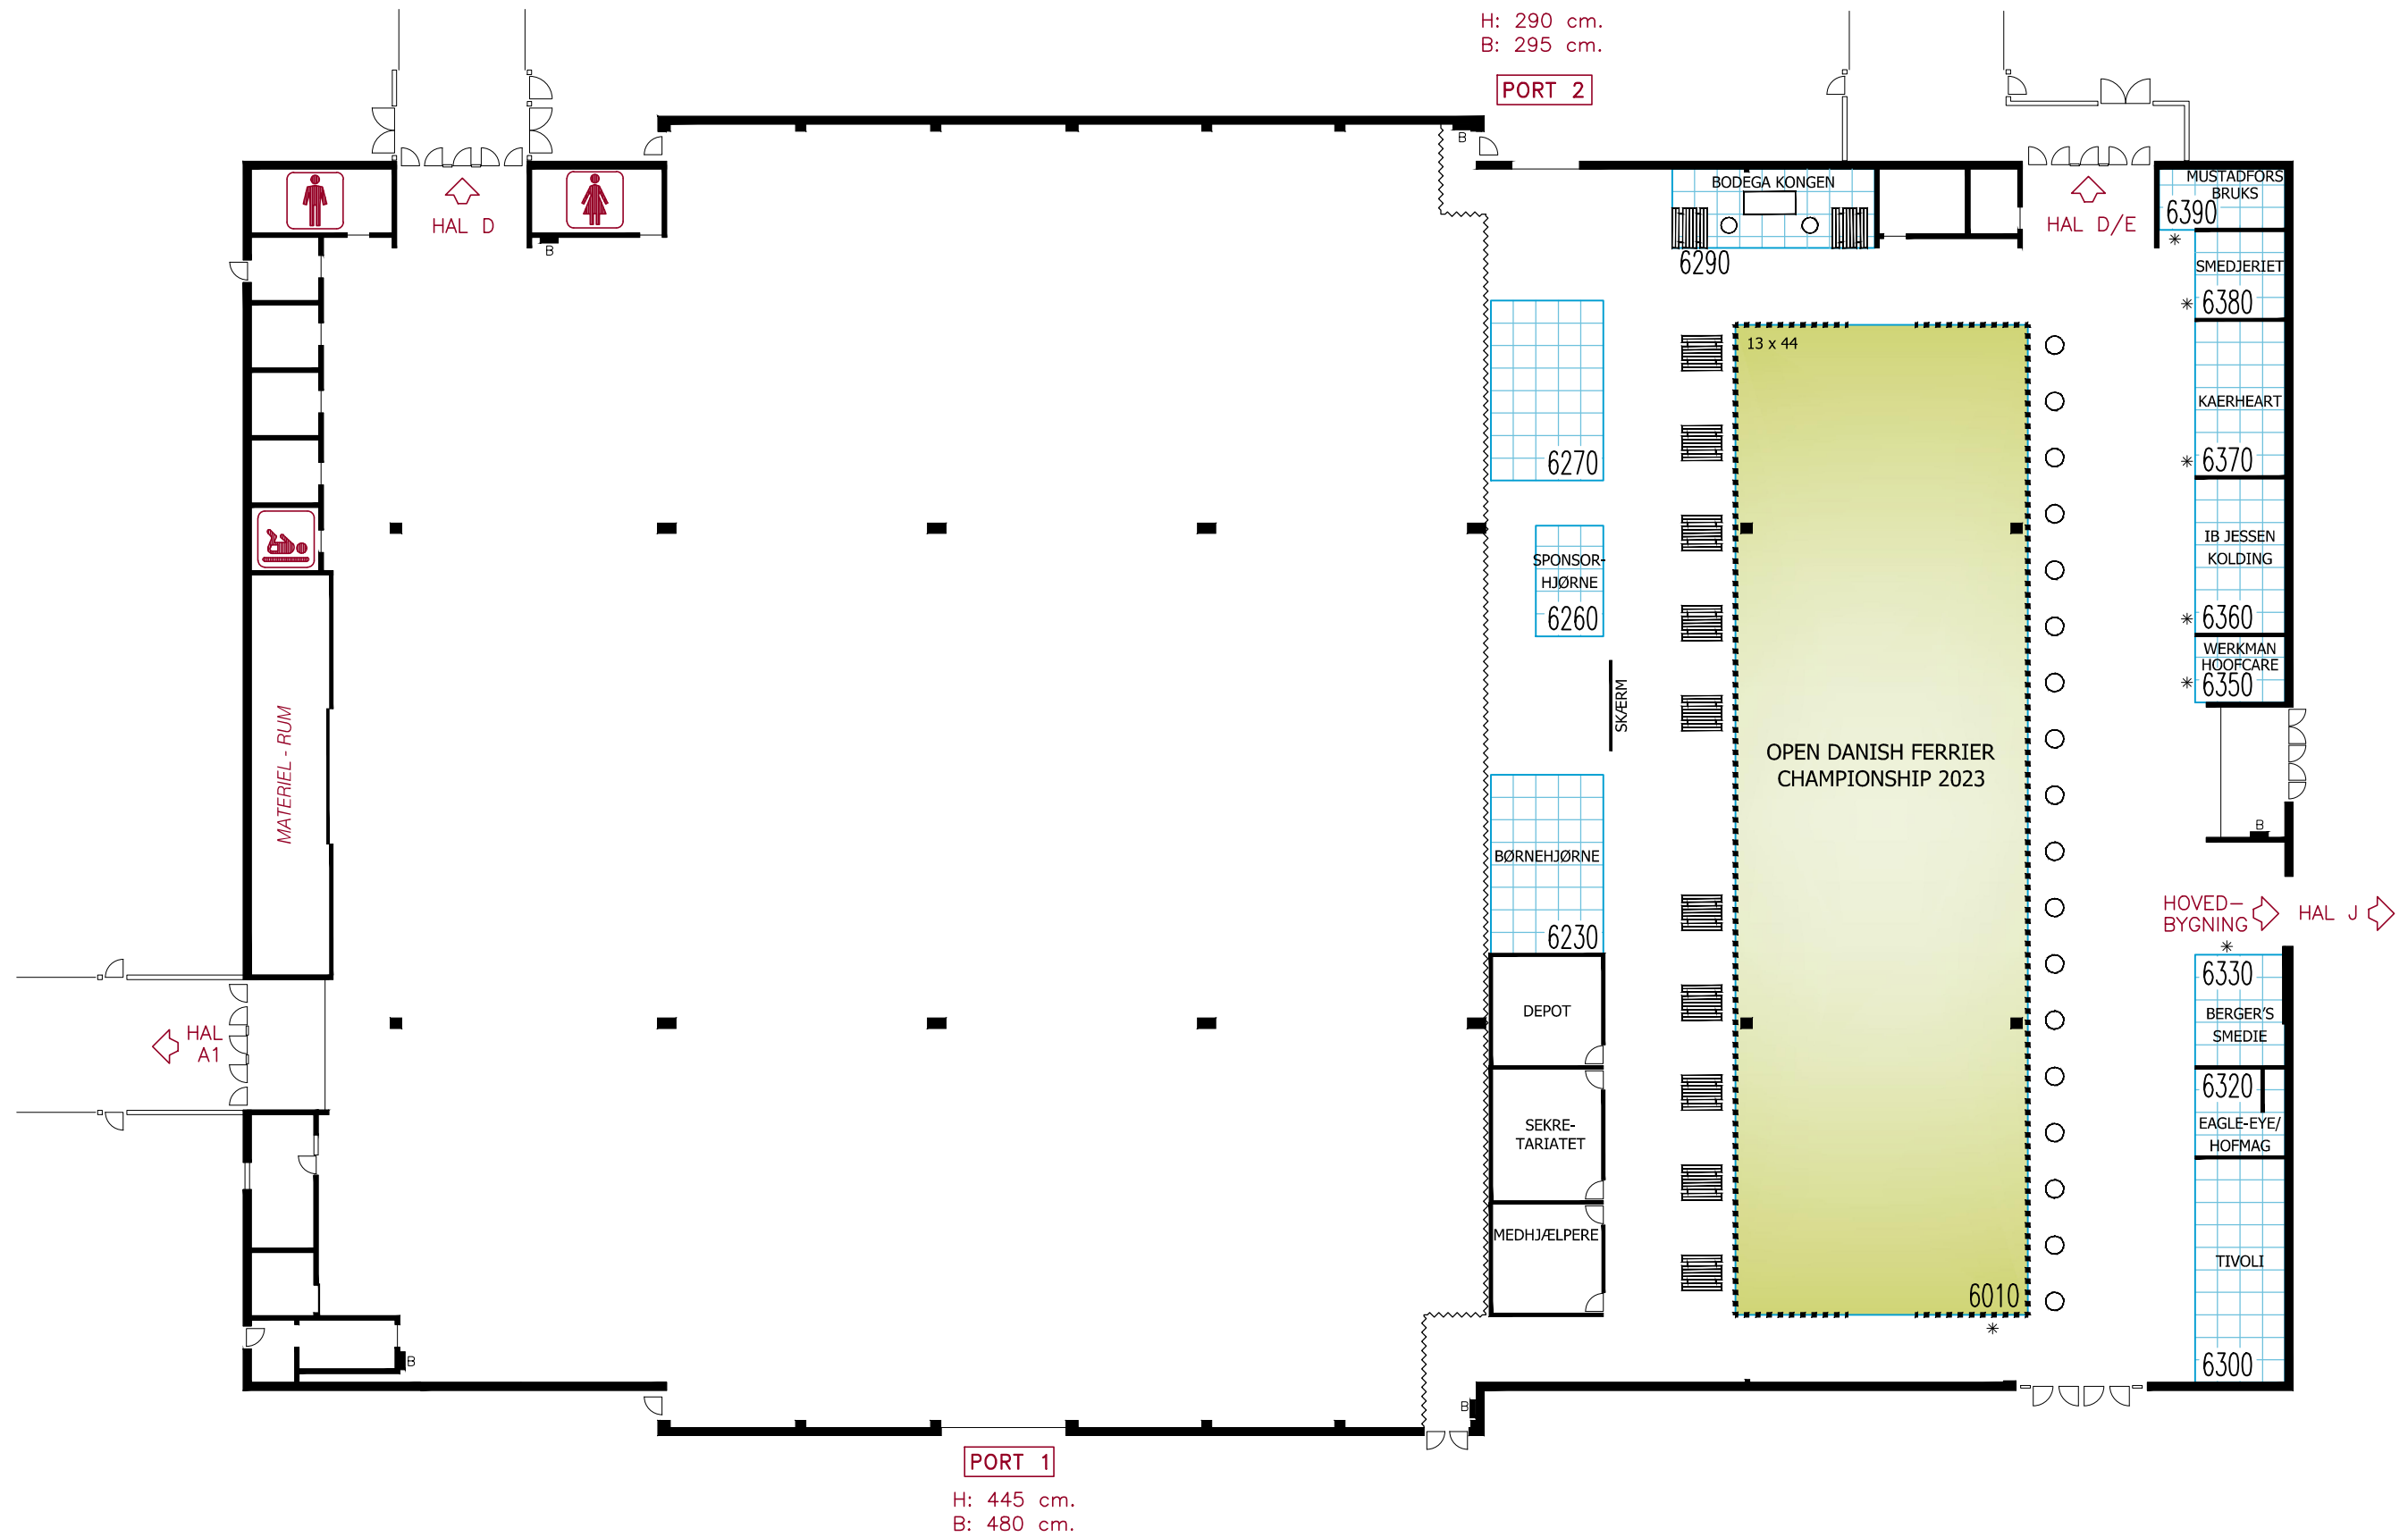 H: 290 cm.
B: 295 cm.
PORT 2
B
HAL D
B
BODEGA KONGEN
6290
HAL D/E
MUSTADFORS
BRUKS
6390
*
SMEDJERIET
* 6380
13 x 44
KAERHEART
* 6370
6270
IB JESSEN
KOLDING
* 6360
SPONSOR-
HJØRNE
6260
WERKMAN
HOOFCARE
* 6350
SKÆRM
MATERIEL - RUM
OPEN DANISH FERRIER
CHAMPIONSHIP 2023
B
BØRNEHJØRNE
6230
HOVED-
BYGNING
HAL J
*
6330
BERGER'S
SMEDIE
DEPOT
HAL
A1
6320
EAGLE-EYE/
HOFMAG
SEKRE-
TARIATET
MEDHJÆLPERE
TIVOLI
6010
*
6300
B
B
PORT 1
H: 445 cm.
B: 480 cm.